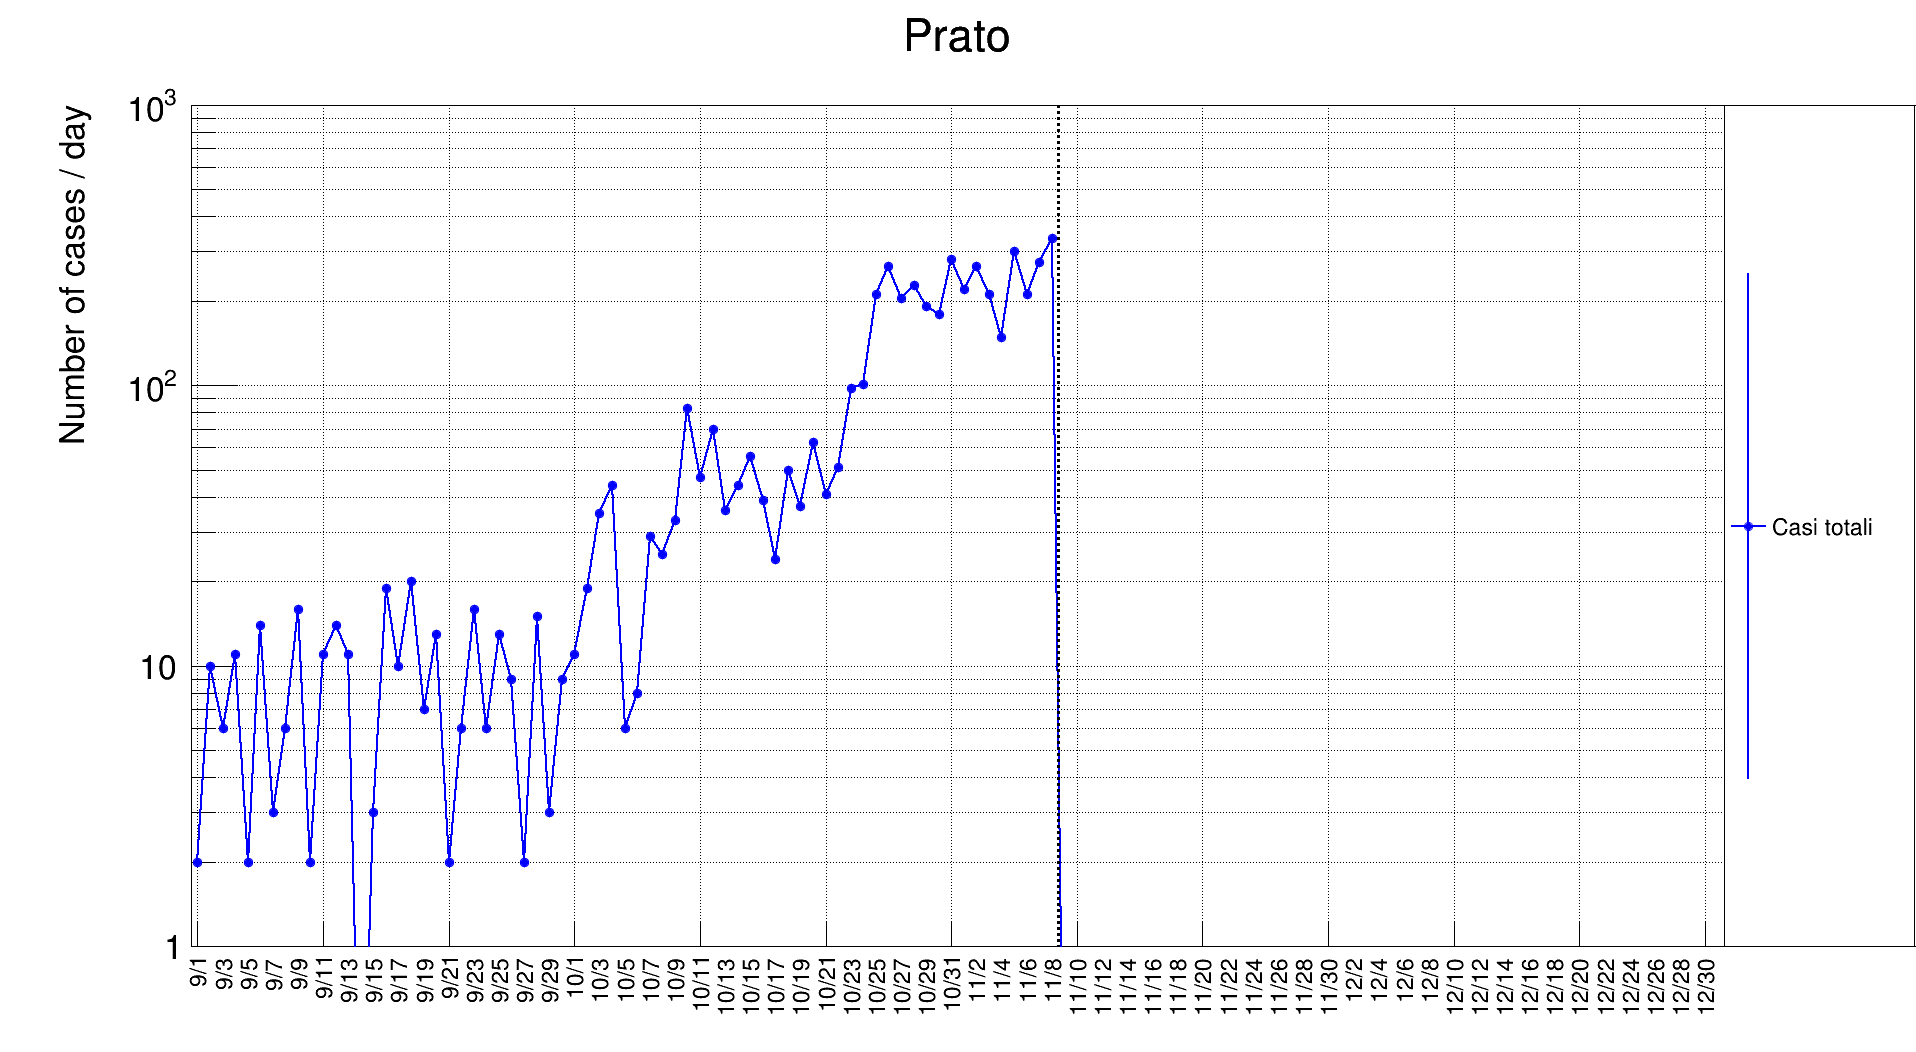 Prato
Number of cases / day
10³
10²
10
1
9/1 9/3 9/5 9/7 9/9 9/11 9/13 9/15 9/17 9/19 9/21 9/23 9/25 9/27 9/29 10/1 10/3 10/5 10/7 10/9 10/11 10/13 10/15 10/17 10/19 10/21 10/23 10/25 10/27 10/29 10/31 11/2 11/4 11/6 11/8 11/10 11/12 11/14 11/16 11/18 11/20 11/22 11/24 11/26 11/28 11/30 12/2 12/4 12/6 12/8 12/10 12/12 12/14 12/16 12/18 12/20 12/22 12/24 12/26 12/28 12/30
Casi totali